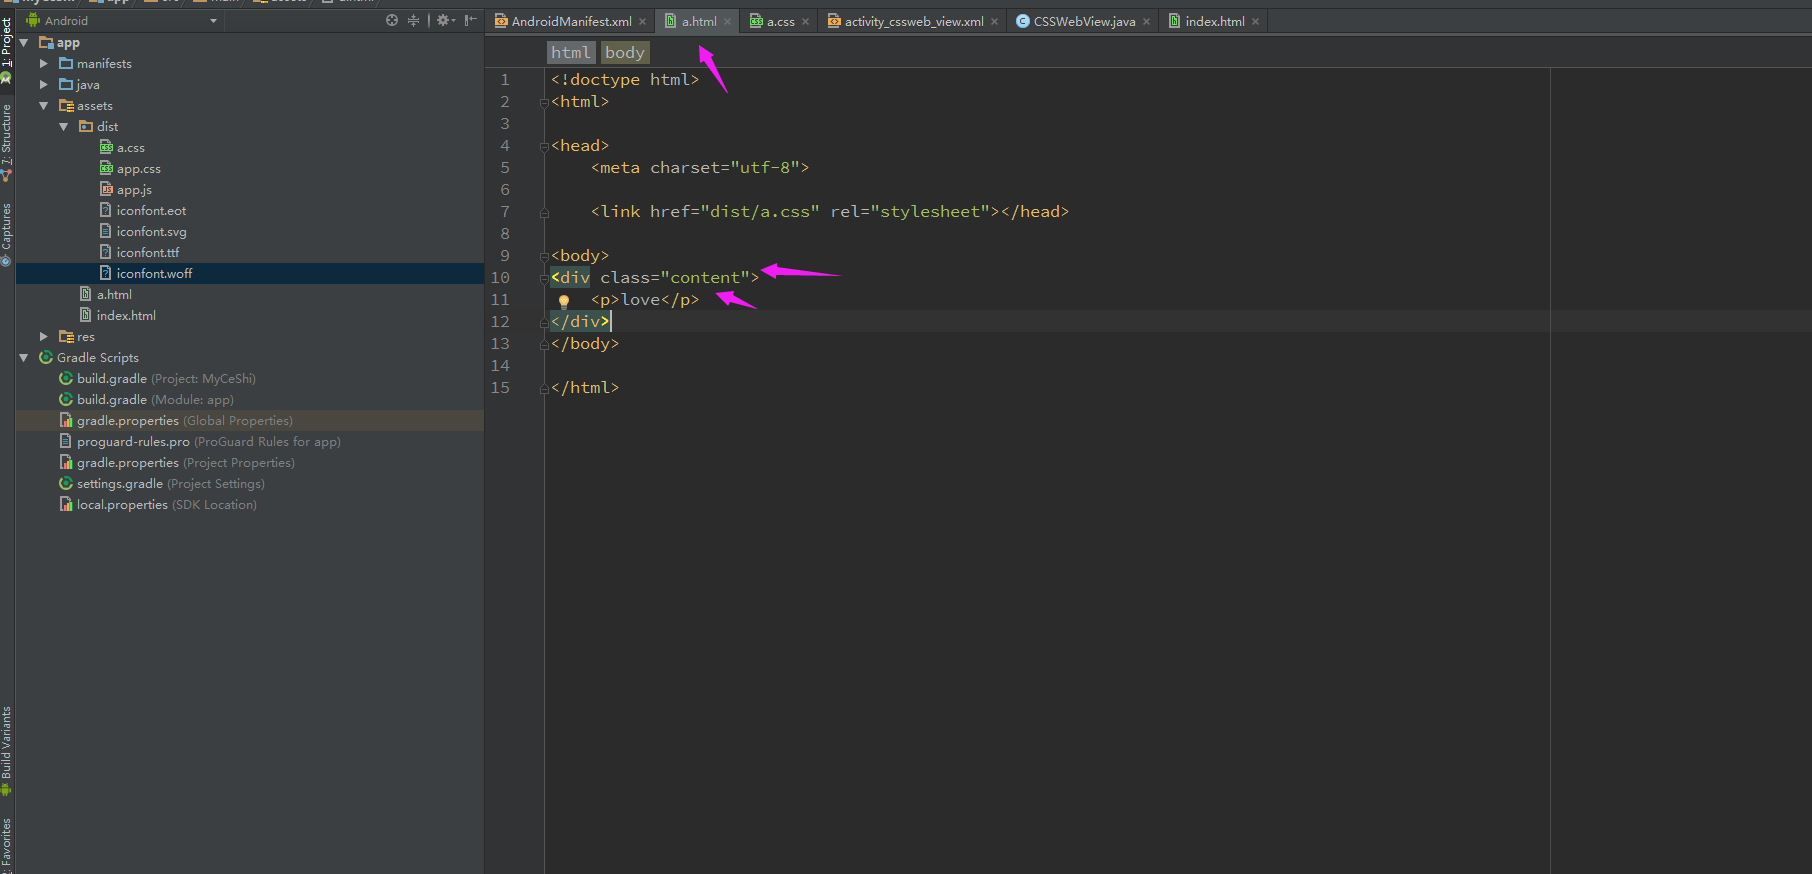 Android
AndroidManifest.xml
a.html
a.css
activity_cssweb_view.xml
CSSWebView.java
index.html
1: Project
7: Structure
Captures
Build Variants
Favorites
app
manifests
java
assets
dist
a.css
app.css
app.js
iconfont.eot
iconfont.svg
iconfont.ttf
iconfont.woff
a.html
index.html
res
Gradle Scripts
build.gradle (Project: MyCeShi)
build.gradle (Module: app)
gradle.properties (Global Properties)
proguard-rules.pro (ProGuard Rules for app)
gradle.properties (Project Properties)
settings.gradle (Project Settings)
local.properties (SDK Location)
html body
1 <!doctype html>
2 <html>
3
4 <head>
5 <meta charset="utf-8">
6
7 <link href="dist/a.css" rel="stylesheet"></head>
8
9 <body>
10 <div class="content">
11 <p>love</p>
12 </div>
13 </body>
14
15 </html>